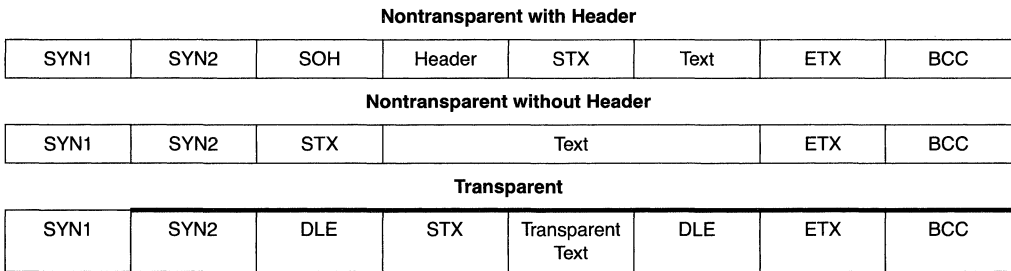 Nontransparent with Header
SYN1 SYN2 SOH Header STX Text ETX BCC
Nontransparent without Header
SYN1 SYN2 STX Text ETX BCC
Transparent
SYN1 SYN2 DLE STX Transparent Text DLE ETX BCC